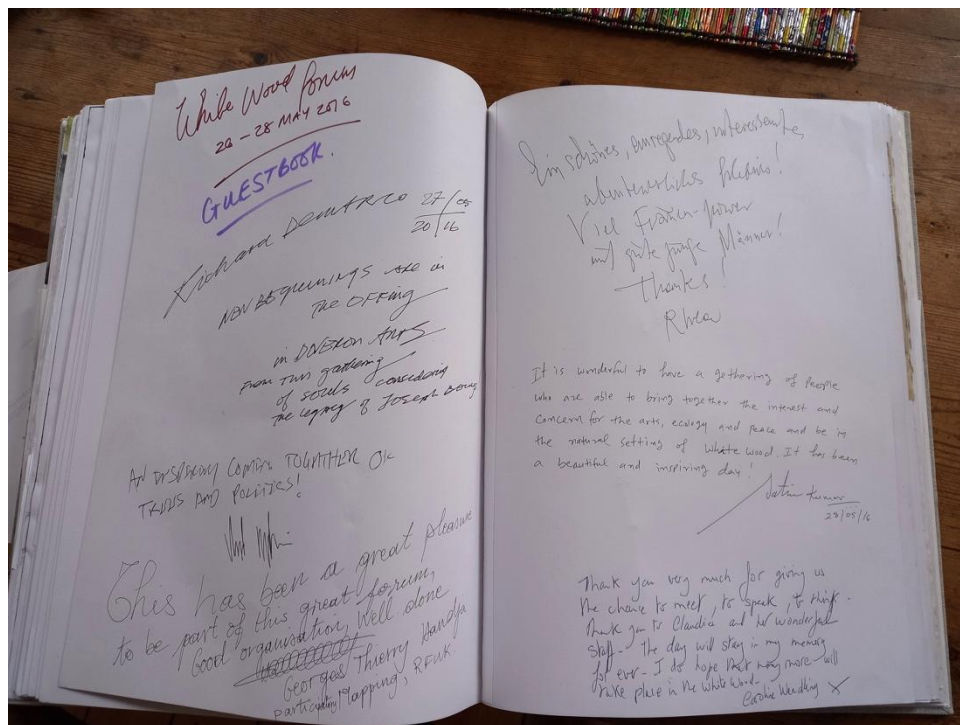 White Wood Forum
26 – 28 MAY 2016
GUESTBOOK.
Richard DEMARCO 27/05
20/16
NEW BEGINNINGS ARE in
THE OFFING
in
FROM THIS gathering
of souls considering
the legacy of JOSEPH Beuys
AN INSPIRING COMING TOGETHER OF
TREES AND POLITICS!
This has been a great pleasure
to be part of this great forum,
Good organisation, Well done
Georges Thierry Handja
participatory Mapping, RFUK.
Ein schönes, anregendes, interessantes,
abenteuerliches
Viel Frauen-power
und gute junge Männer!
Thanks!
Rhea
It is wonderful to have a gethering of people
who are able to bring together the interest and
concern for the arts, ecology and peace and be in
the natural setting of White wood. It has been
a beautiful and inspiring day!
Satish Kumar
28/05/16
Thank you very much for giving us
the chance to meet, to speak, to think.
Thank you to Claudia and her wonderful
staff. The day will stay in my memory
for ever. I do hope that many more will
take place in the White Wood.
Caroline Wendling X